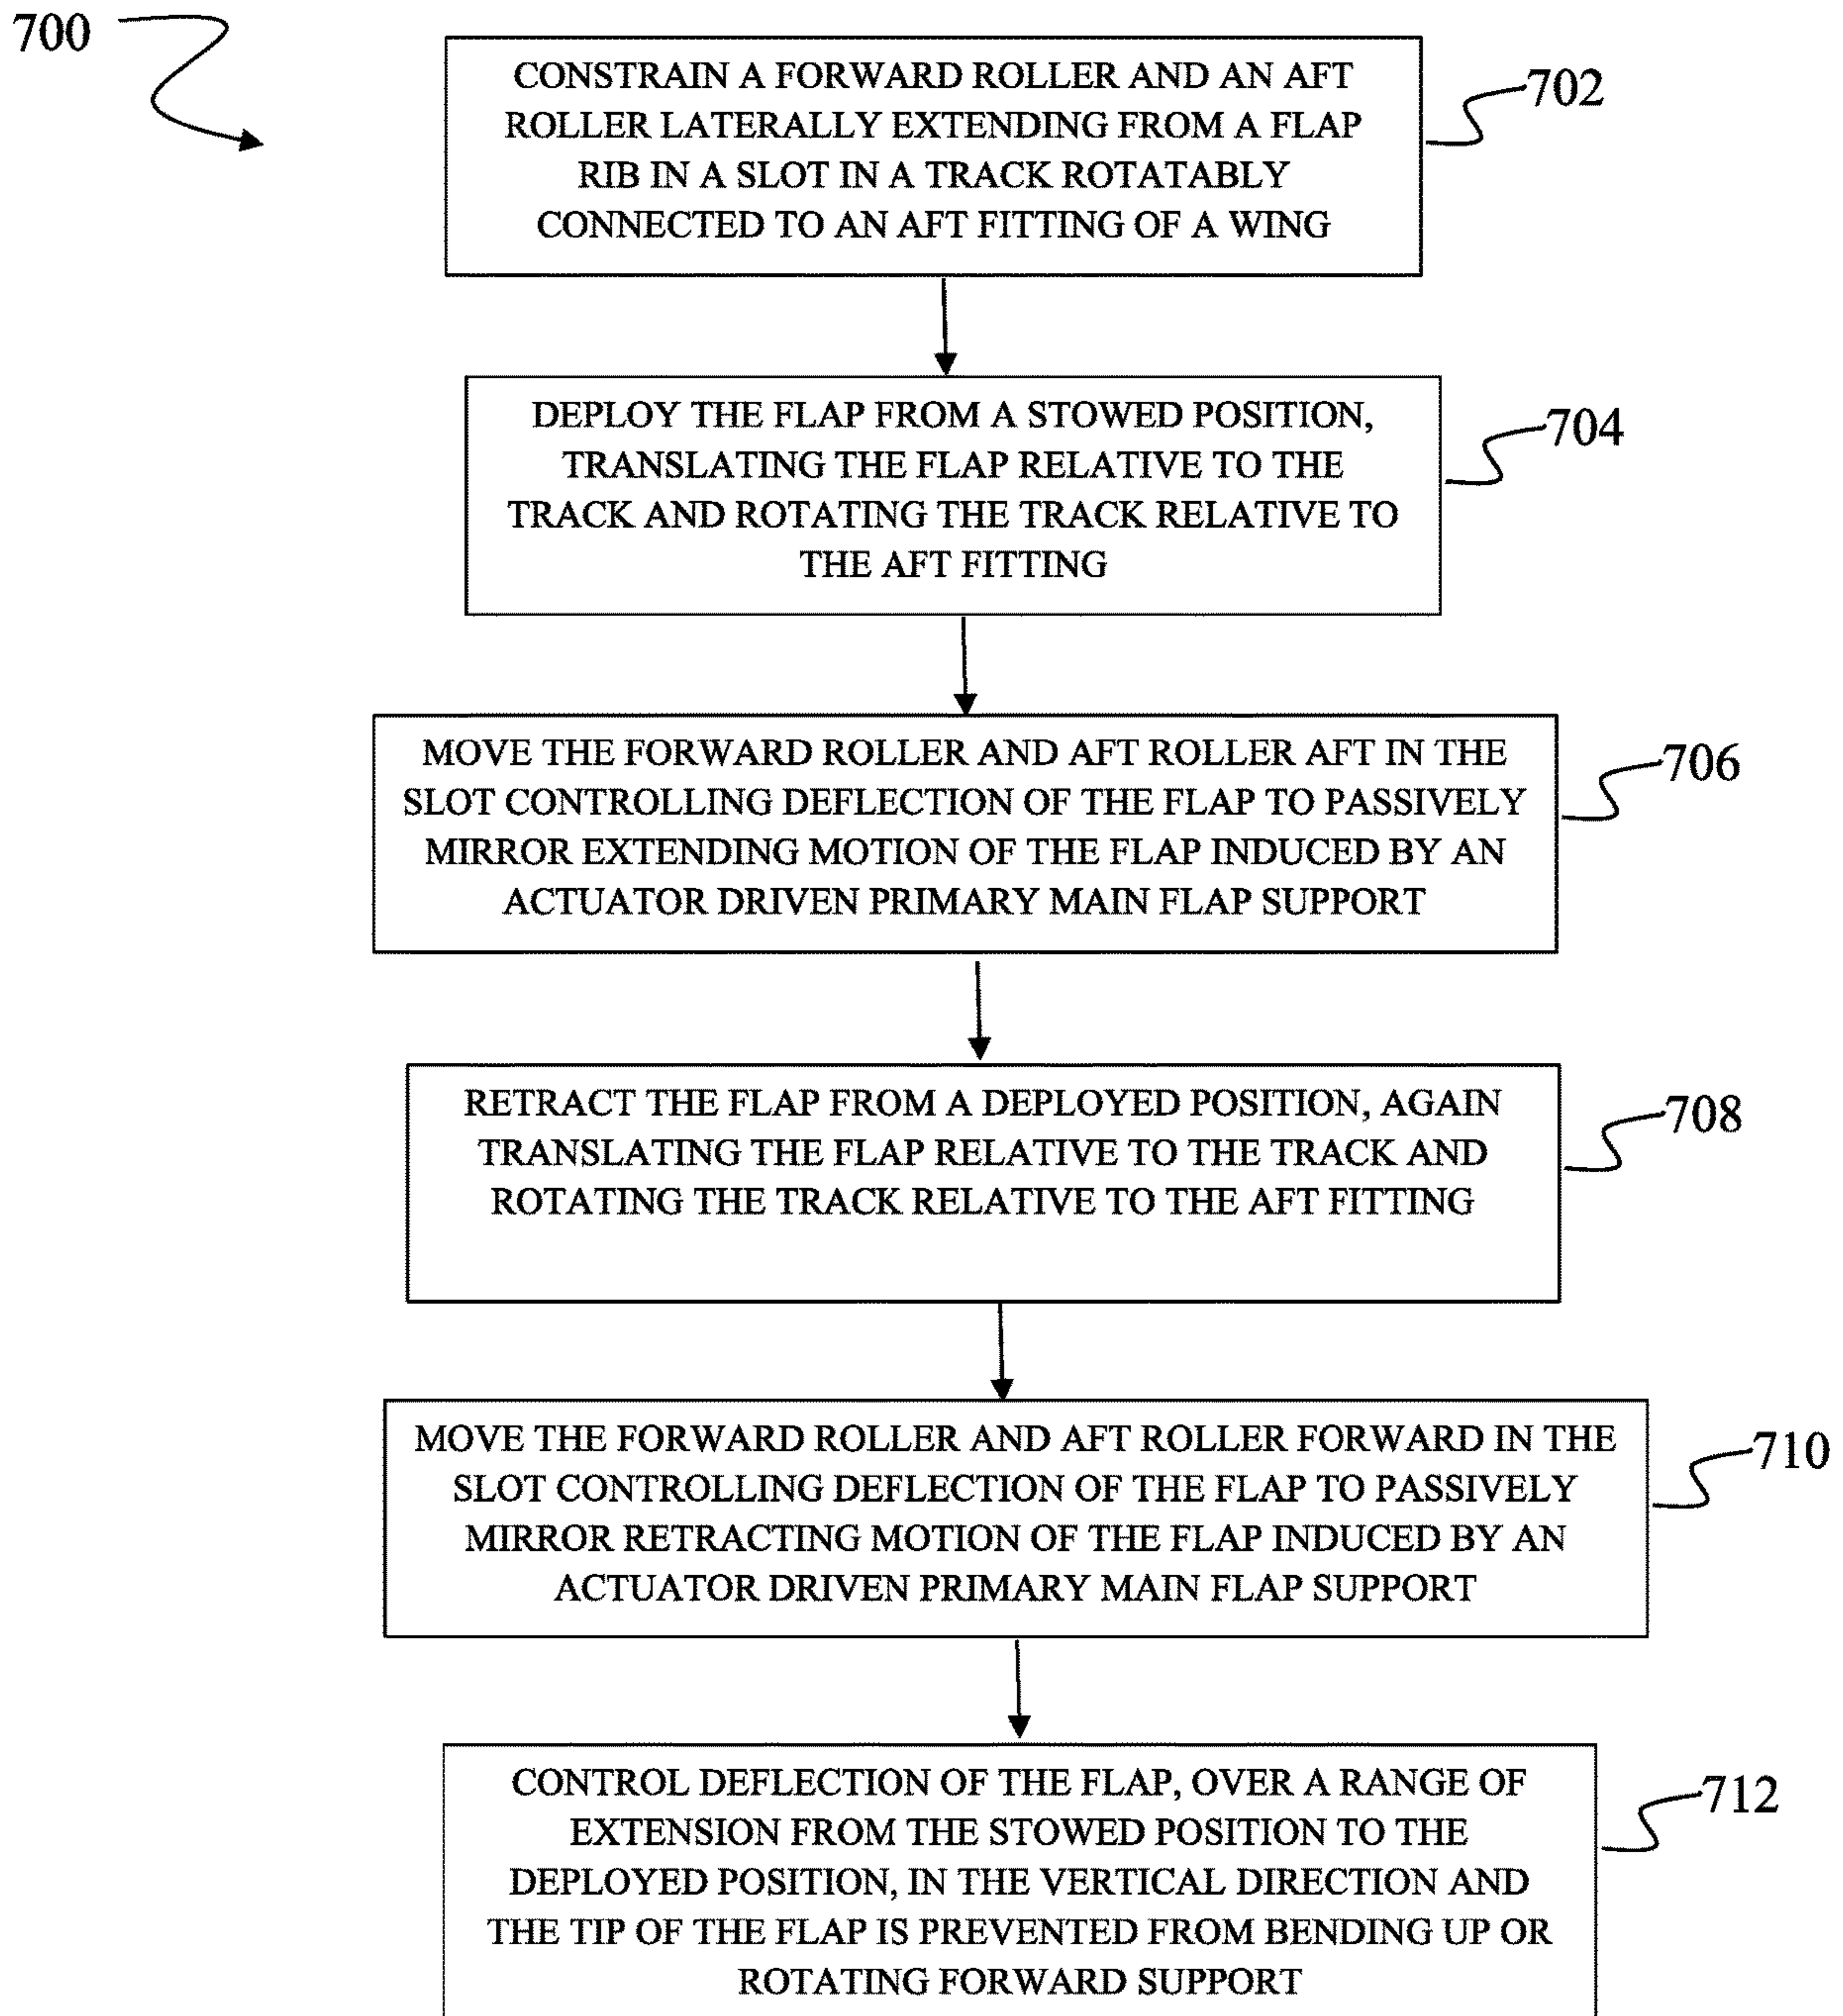 700
CONSTRAIN A FORWARD ROLLER AND AN AFT
ROLLER LATERALLY EXTENDING FROM A FLAP
RIB IN A SLOT IN A TRACK ROTATABLY
CONNECTED TO AN AFT FITTING OF A WING
702
DEPLOY THE FLAP FROM A STOWED POSITION,
TRANSLATING THE FLAP RELATIVE TO THE
TRACK AND ROTATING THE TRACK RELATIVE TO
THE AFT FITTING
704
MOVE THE FORWARD ROLLER AND AFT ROLLER AFT IN THE
SLOT CONTROLLING DEFLECTION OF THE FLAP TO PASSIVELY
MIRROR EXTENDING MOTION OF THE FLAP INDUCED BY AN
ACTUATOR DRIVEN PRIMARY MAIN FLAP SUPPORT
706
RETRACT THE FLAP FROM A DEPLOYED POSITION, AGAIN
TRANSLATING THE FLAP RELATIVE TO THE TRACK AND
ROTATING THE TRACK RELATIVE TO THE AFT FITTING
708
MOVE THE FORWARD ROLLER AND AFT ROLLER FORWARD IN THE
SLOT CONTROLLING DEFLECTION OF THE FLAP TO PASSIVELY
MIRROR RETRACTING MOTION OF THE FLAP INDUCED BY AN
ACTUATOR DRIVEN PRIMARY MAIN FLAP SUPPORT
710
CONTROL DEFLECTION OF THE FLAP, OVER A RANGE OF
EXTENSION FROM THE STOWED POSITION TO THE
DEPLOYED POSITION, IN THE VERTICAL DIRECTION AND
THE TIP OF THE FLAP IS PREVENTED FROM BENDING UP OR
ROTATING FORWARD SUPPORT
712